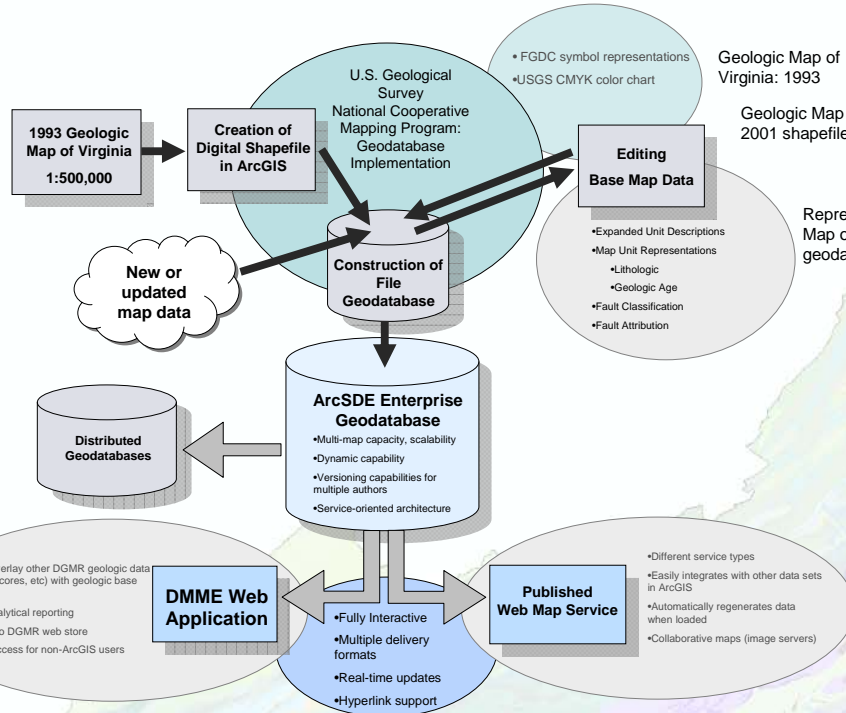 • FGDC symbol representations
•USGS CMYK color chart
Geologic Map of
Virginia: 1993
Geologic Map
2001 shapefile
U.S. Geological
Survey
National Cooperative
Mapping Program:
Geodatabase
Implementation
1993 Geologic
Map of Virginia
1:500,000
Creation of
Digital Shapefile
in ArcGIS
Editing
Base Map Data
•Expanded Unit Descriptions
•Map Unit Representations
•Lithologic
•Geologic Age
•Fault Classification
•Fault Attribution
Map o
New or
updated
map data
Construction of
File
Geodatabase
ArcSDE Enterprise
Geodatabase
•Multi-map capacity, scalability
•Dynamic capability
•Versioning capabilities for
multiple authors
•Service-oriented architecture
Distributed
Geodatabases
verlay other DGMR geologic data
cores, etc) with geologic base
alytical reporting
o DGMR web store
ccess for non-ArcGIS users
DMME Web
Application
•Fully Interactive
•Multiple delivery
formats
•Real-time updates
•Hyperlink support
Published
Web Map Service
•Different service types
•Easily integrates with other data sets
in ArcGIS
•Automatically regenerates data
when loaded
•Collaborative maps (image servers)